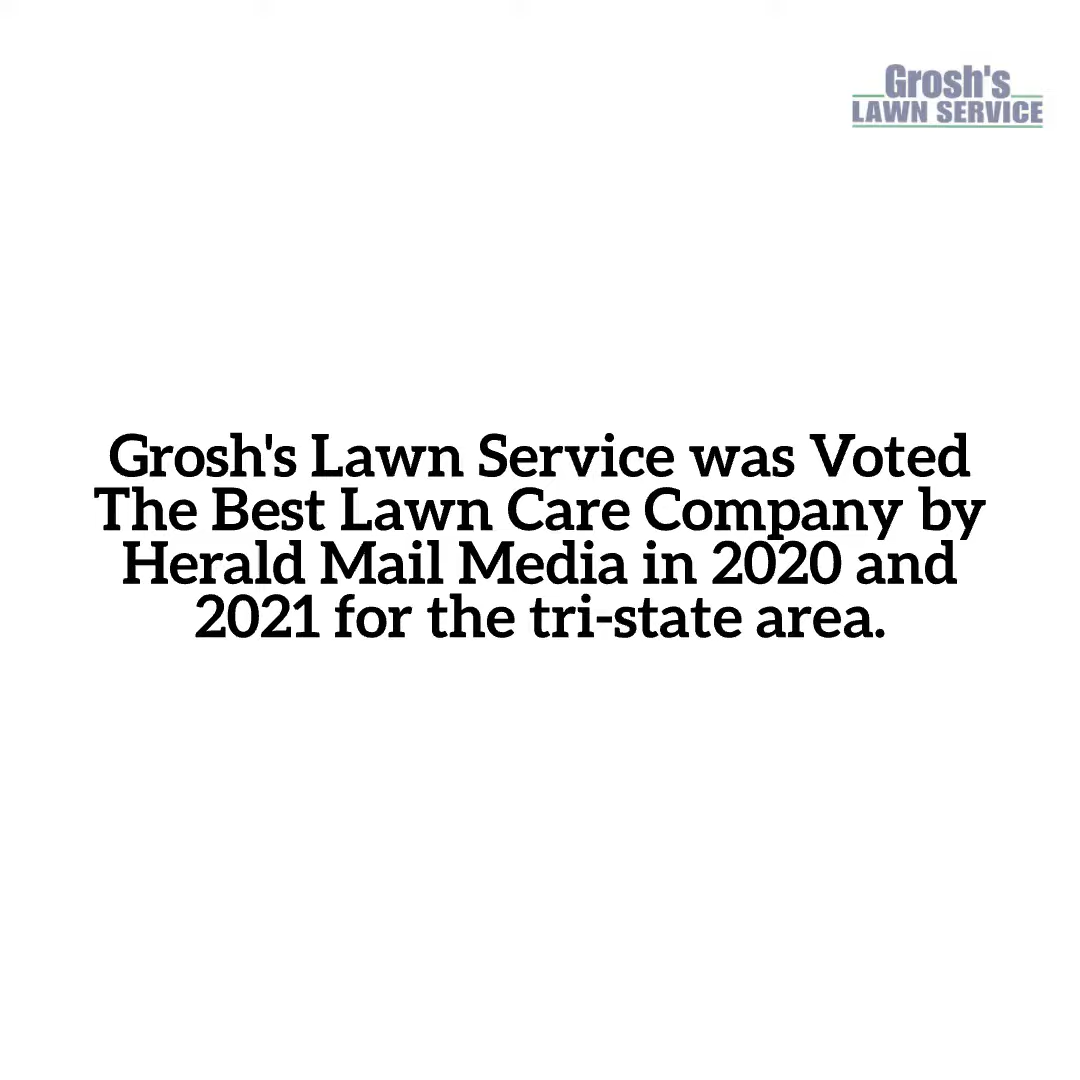 Grosh's
LAWN SERVICE
Grosh's Lawn Service was Voted
The Best Lawn Care Company by
Herald Mail Media in 2020 and
2021 for the tri-state area.